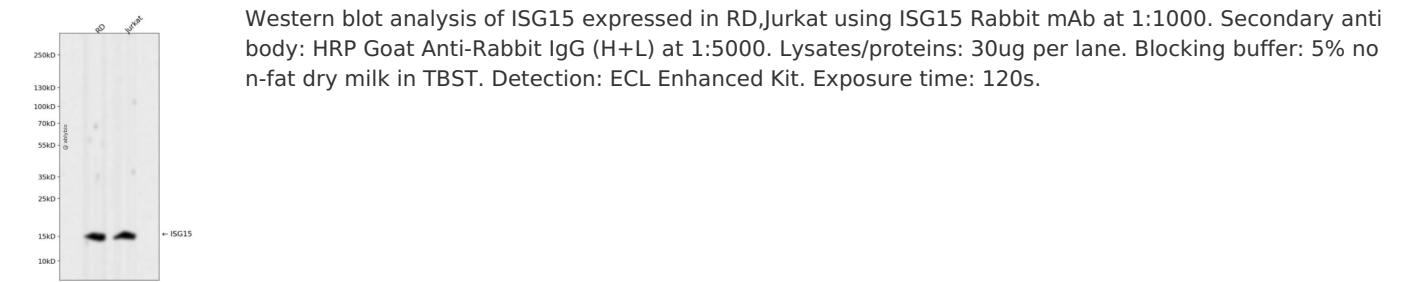 RD Jurkat
250kD
130kD
100kD
70kD
55kD
35kD
25kD
15kD
10kD
@ abybio
← ISG15
Western blot analysis of ISG15 expressed in RD,Jurkat using ISG15 Rabbit mAb at 1:1000. Secondary anti
body: HRP Goat Anti-Rabbit IgG (H+L) at 1:5000. Lysates/proteins: 30ug per lane. Blocking buffer: 5% no
n-fat dry milk in TBST. Detection: ECL Enhanced Kit. Exposure time: 120s.